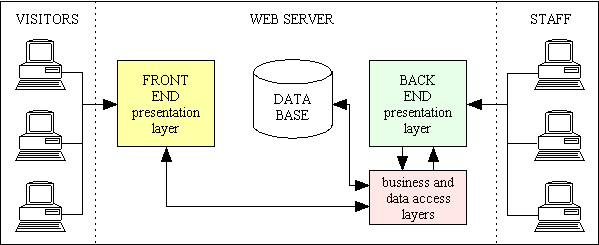 VISITORS
WEB SERVER
STAFF
FRONT
END
presentation
layer
DATA
BASE
BACK
END
presentation
layer
business and
data access
layers